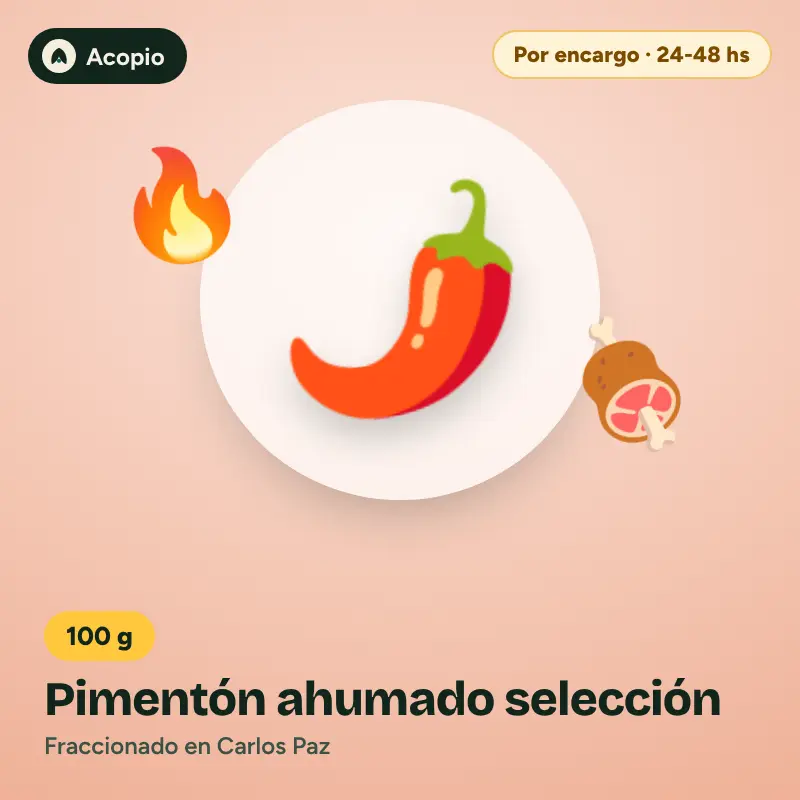 Acopio
Por encargo · 24-48 hs
100 g
Pimentón ahumado selección
Fraccionado en Carlos Paz